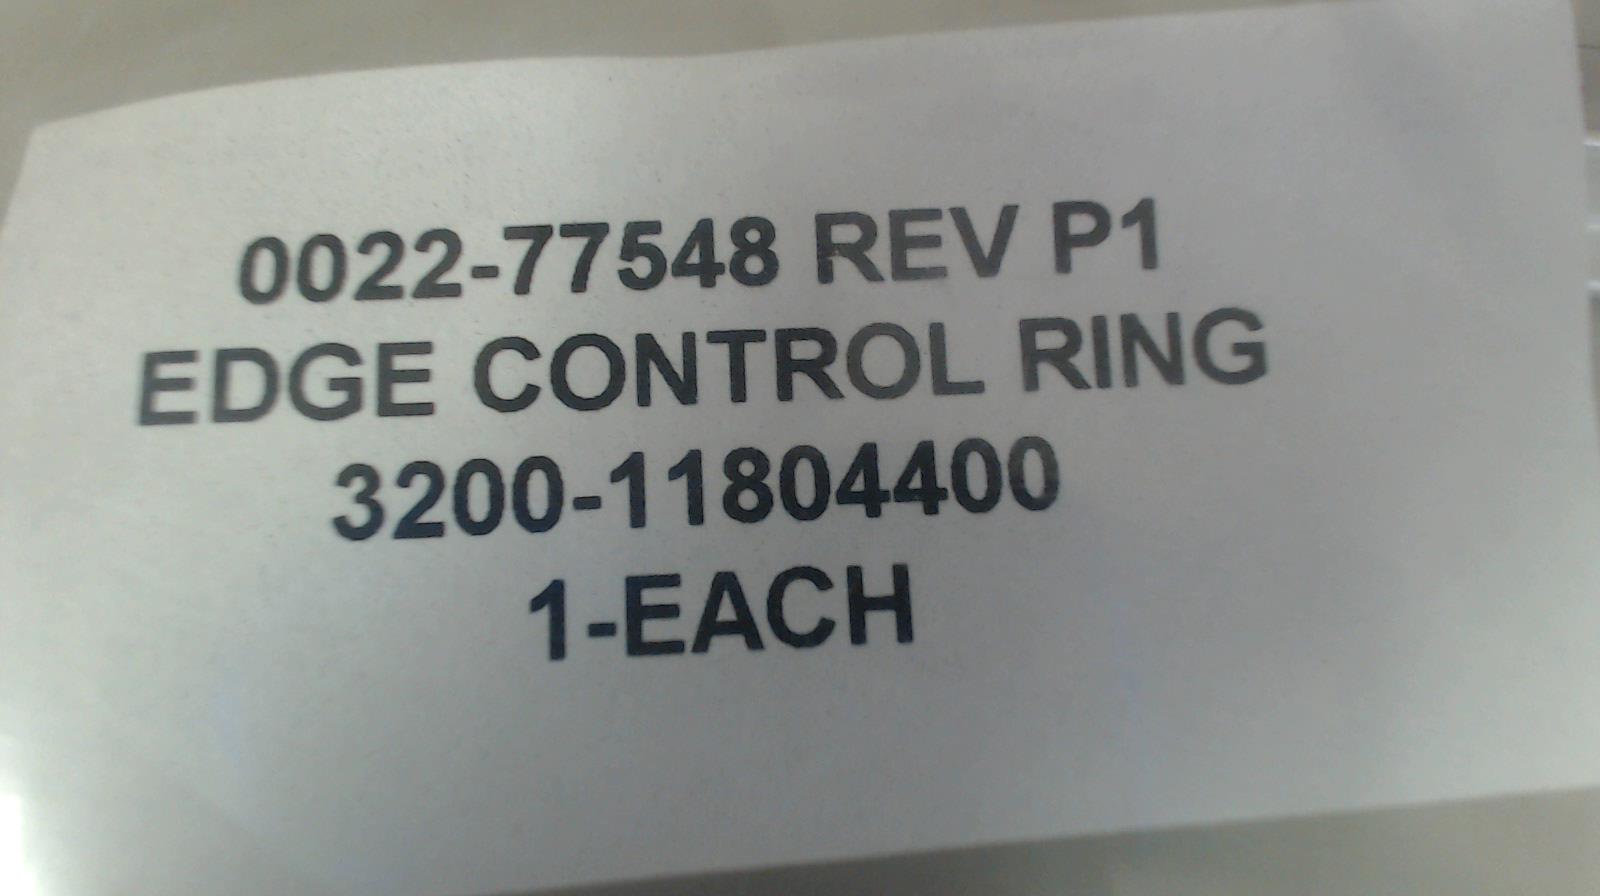 0022-77548 REV P1
EDGE CONTROL RING
3200-11804400
1-EACH